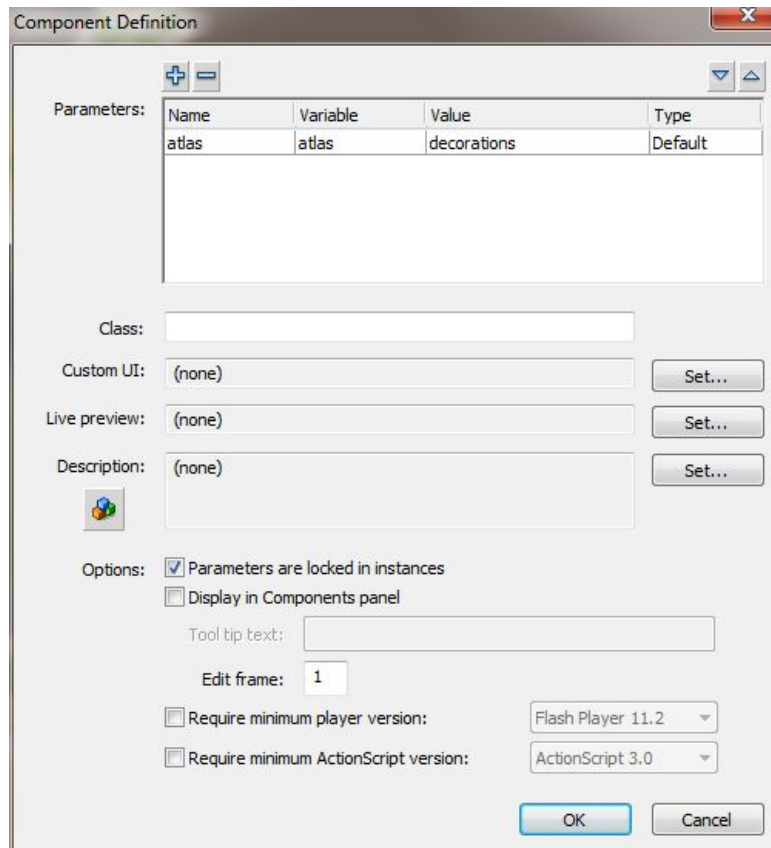 Component Definition
Parameters:
Name Variable Value Type
atlas atlas decorations Default
Class:
Custom UI: (none) Set...
Live preview: (none) Set...
Description: (none) Set...
Options: Parameters are locked in instances
Display in Components panel
Tool tip text:
Edit frame: 1
Require minimum player version: Flash Player 11.2
Require minimum ActionScript version: ActionScript 3.0
OK Cancel